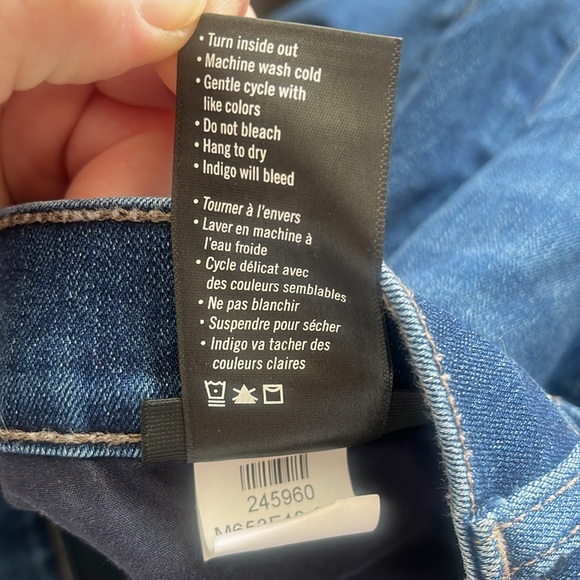 • Turn inside out
• Machine wash cold
• Gentle cycle with
like colors
• Do not bleach
• Hang to dry
• Indigo will bleed
• Tourner à l'envers
• Laver en machine à
l'eau froide
• Cycle délicat avec
des couleurs semblables
• Ne pas blanchir
• Suspendre pour sécher
• Indigo va tacher des
couleurs claires
245960